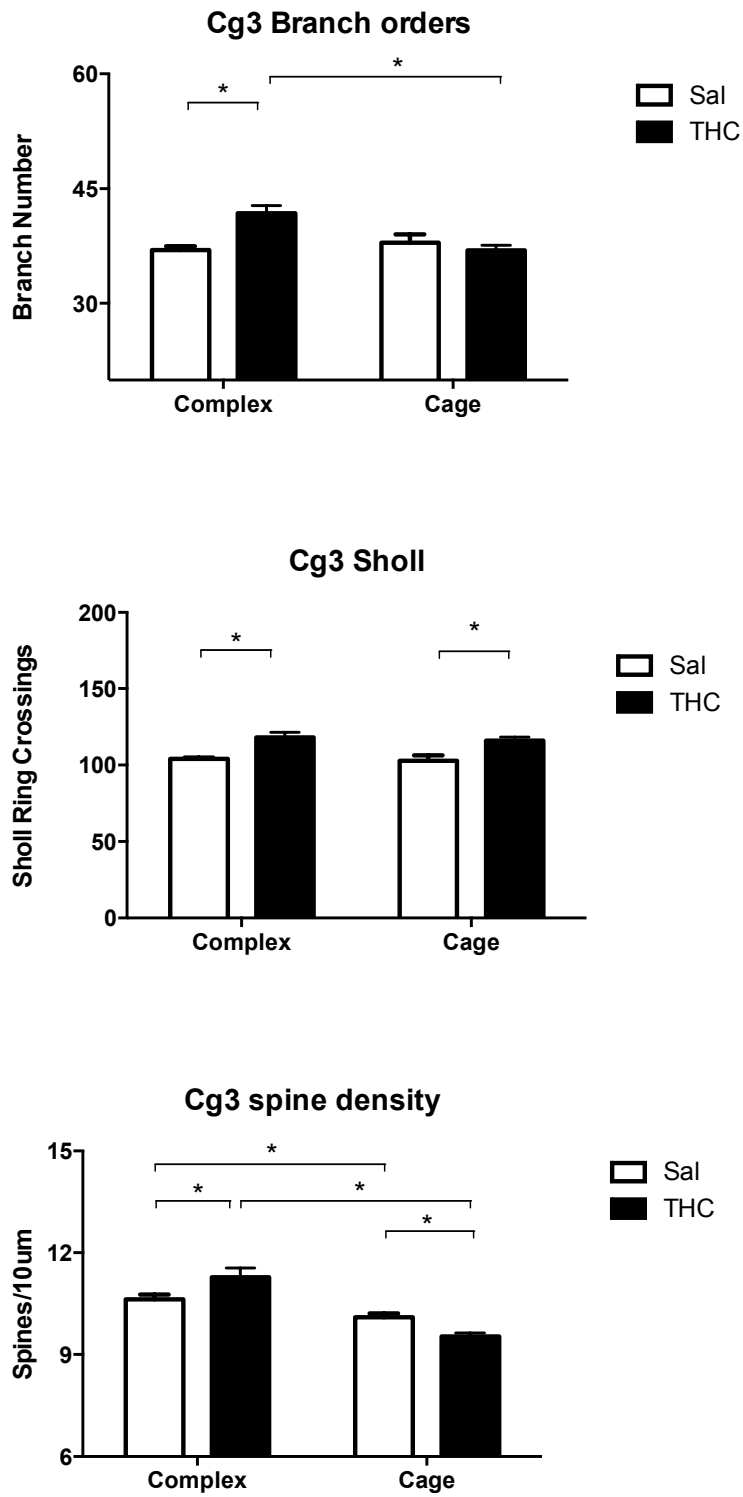 Cg3 Branch orders
Branch Number
60
45
30
*
*
Sal
THC
Complex
Cage
Cg3 Sholl
Sholl Ring Crossings
200
150
100
50
0
*
*
Sal
THC
Complex
Cage
Cg3 spine density
Spines/10um
15
12
9
6
*
*
*
*
Sal
THC
Complex
Cage